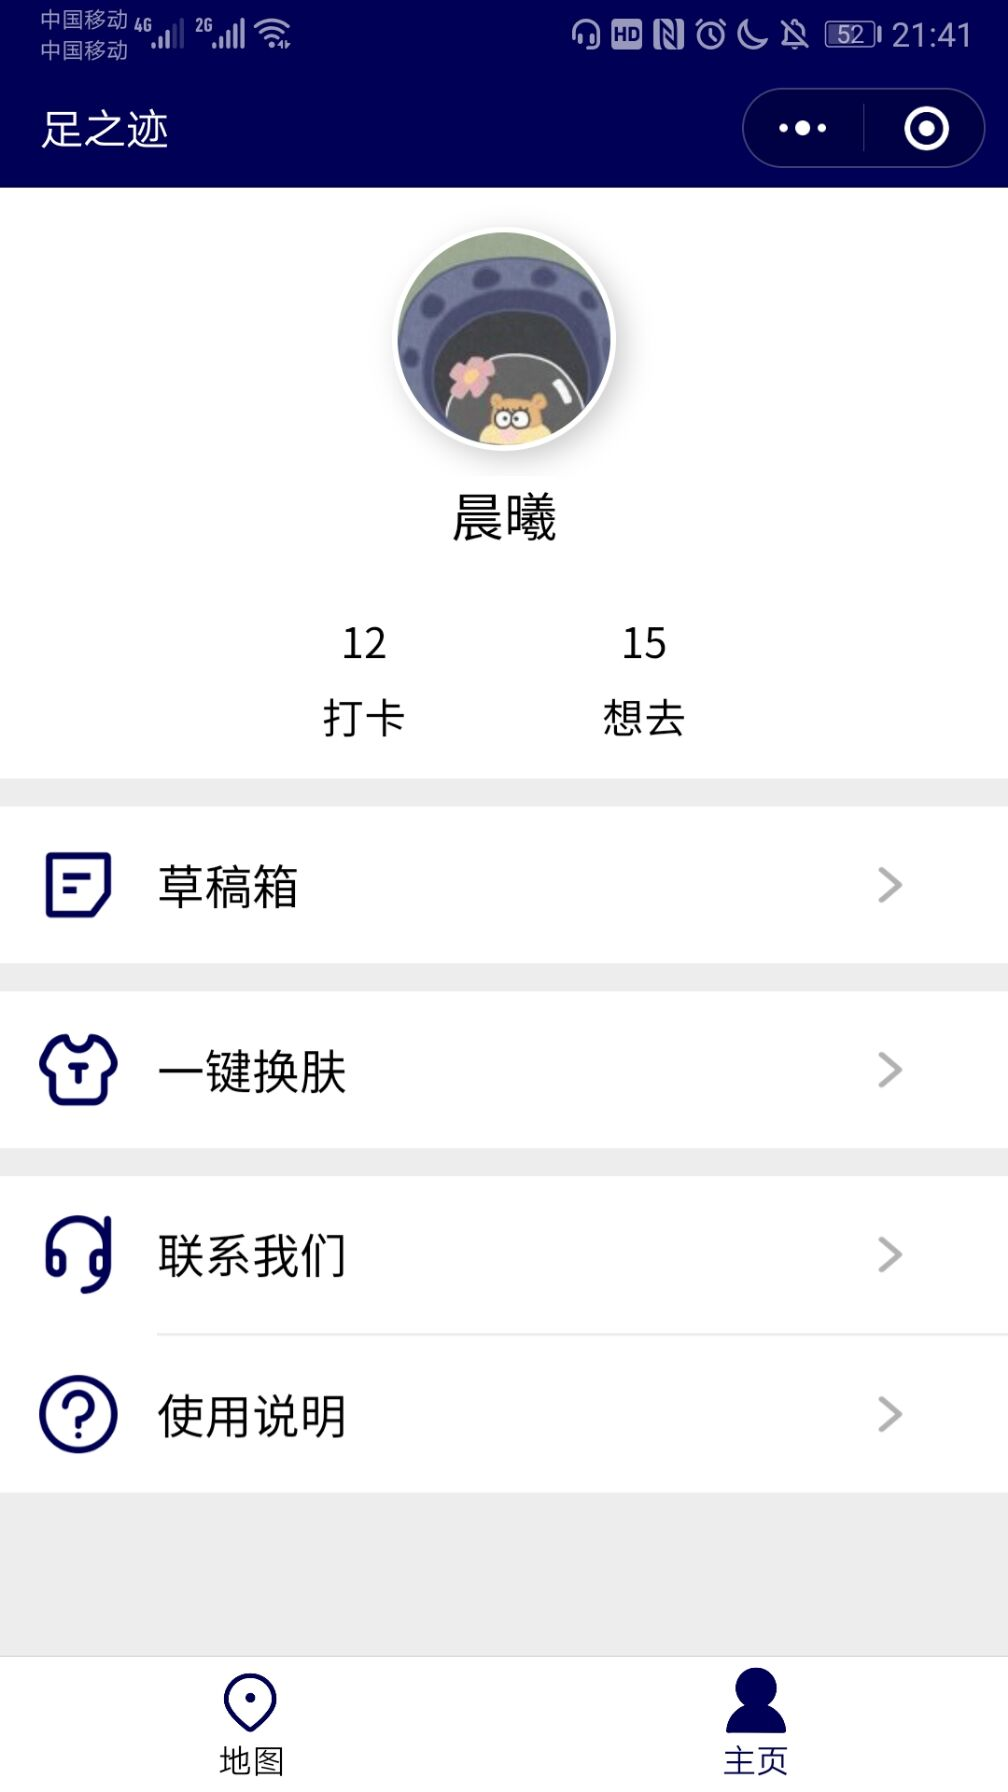 中国移动 4G 2G HD 52 21:41
中国移动
足之迹
晨曦
12 15
打卡 想去
草稿箱
一键换肤
联系我们
使用说明
地图 主页